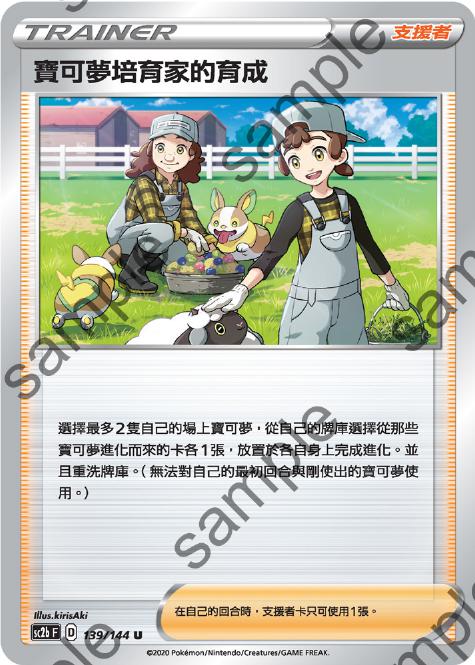 TRAINER
支援者
寶可夢培育家的育成
sample
sample
sample
sample
sample
sample
選擇最多2隻自己的場上寶可夢,從自己的牌庫選擇從那些
寶可夢進化而來的卡各1張,放置於各自身上完成進化。並
且重洗牌庫。(無法對自己的最初回合與剛使出的寶可夢使
用。)
Illus.kirisAki
sc2b F D 139/144 U
在自己的回合時,支援者卡只可使用1張。
©2020 Pokémon/Nintendo/Creatures/GAME FREAK.